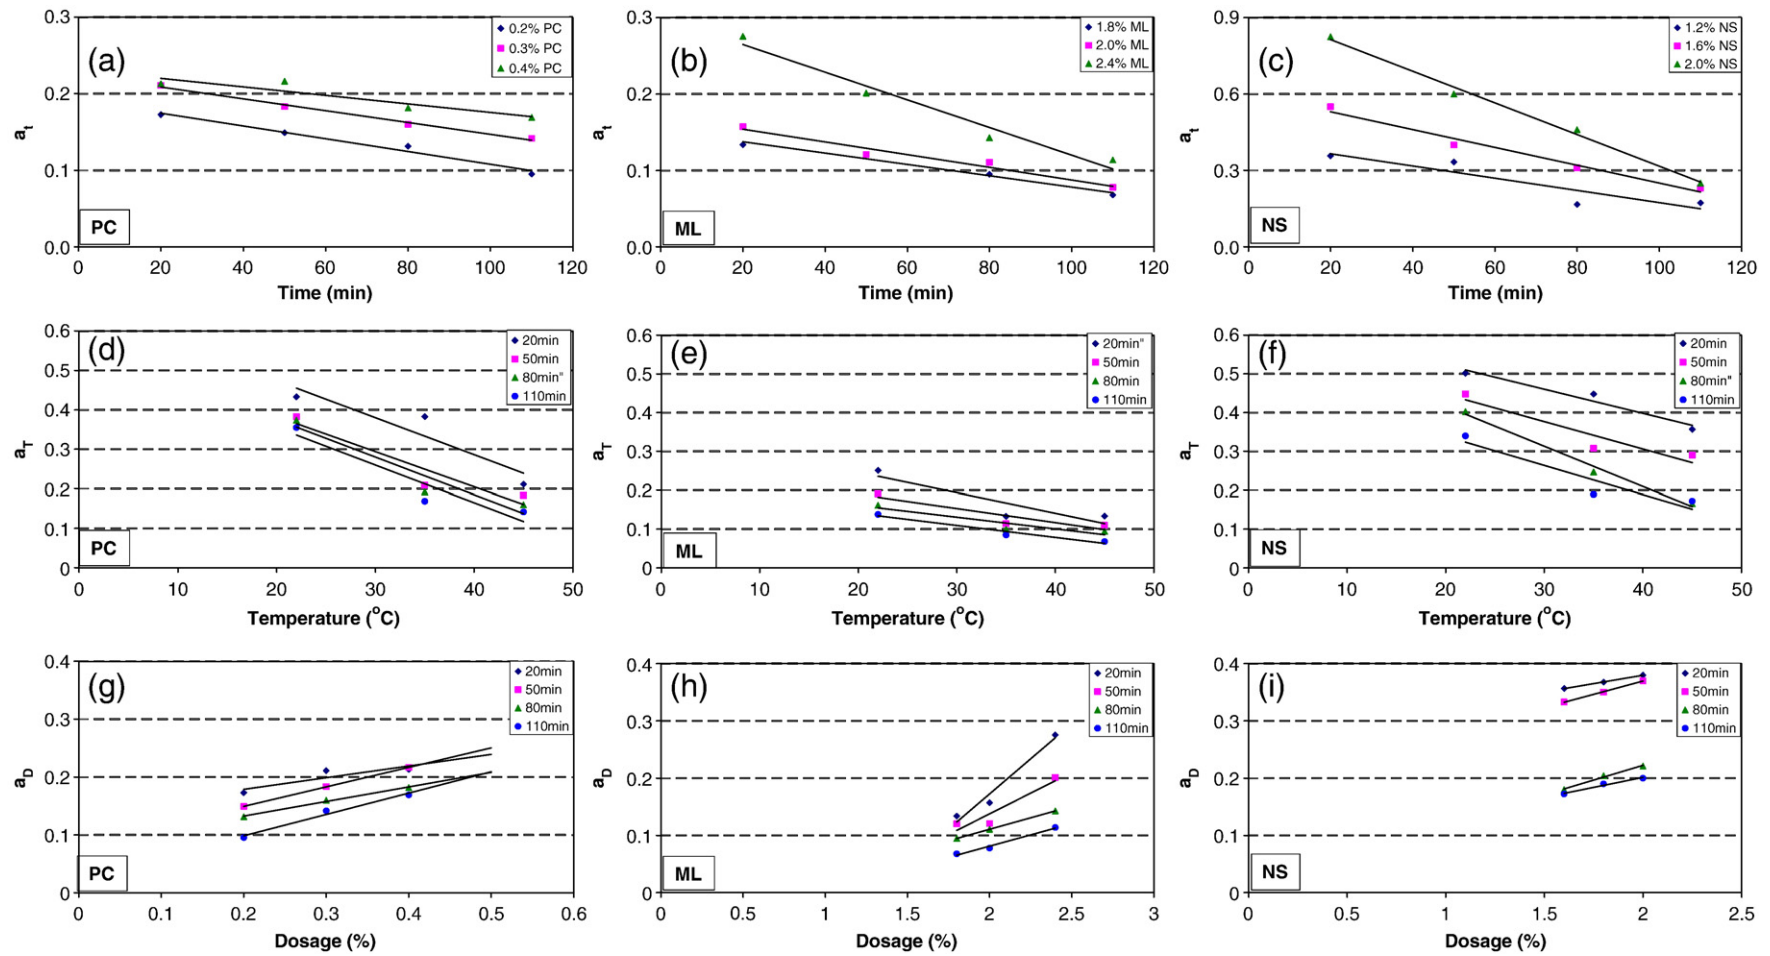 0.3
0.2
0.1
0.0
a_t
(a)
0.2% PC
0.3% PC
0.4% PC
PC
0 20 40 60 80 100 120
Time (min)
0.3
0.2
0.1
0.0
a_t
(b)
1.8% ML
2.0% ML
2.4% ML
ML
0 20 40 60 80 100 120
Time (min)
0.9
0.6
0.3
0.0
a_t
(c)
1.2% NS
1.6% NS
2.0% NS
NS
0 20 40 60 80 100 120
Time (min)
0.6
0.5
0.4
0.3
0.2
0.1
0
a_T
(d)
20min
50min
80min"
110min
PC
0 10 20 30 40 50
Temperature (°C)
0.6
0.5
0.4
0.3
0.2
0.1
0
a_T
(e)
20min"
50min
80min
110min
ML
0 10 20 30 40 50
Temperature (°C)
0.6
0.5
0.4
0.3
0.2
0.1
0
a_T
(f)
20min
50min
80min"
110min
NS
0 10 20 30 40 50
Temperature (°C)
0.4
0.3
0.2
0.1
0
a_D
(g)
20min
50min
80min
110min
PC
0 0.1 0.2 0.3 0.4 0.5 0.6
Dosage (%)
0.4
0.3
0.2
0.1
0
a_D
(h)
20min
50min
80min
110min
ML
0 0.5 1 1.5 2 2.5 3
Dosage (%)
0.4
0.3
0.2
0.1
0
a_D
(i)
20min
50min
80min
110min
NS
0 0.5 1 1.5 2 2.5
Dosage (%)